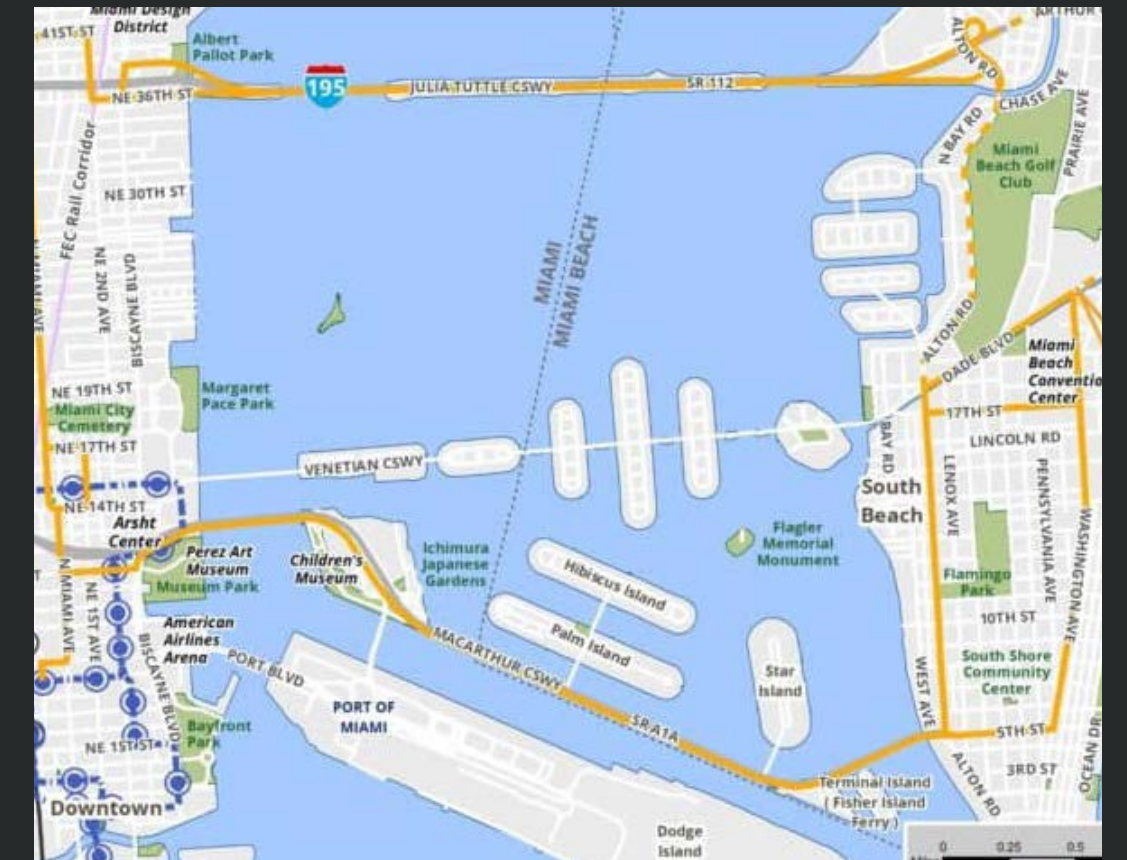 Miami Design
District
41ST ST
Albert
Pallot Park
195
JULIA TUTTLE CSWY
SR 112
ALTON RD
CHASE AVE
NE 36TH ST
N BAY RD
PRAIRIE AVE
Miami
Beach Golf
Club
FEC Rail Corridor
NE 30TH ST
MIAMI
MIAMI BEACH
NE 2ND AVE
BISCAYNE BLVD
N MIAMI AVE
ALTON RD
DADE BLVD
Miami
Beach
Center
NE 19TH ST
Margaret
Pace Park
Miami City
Cemetery
NE 17TH ST
17TH ST
LINCOLN RD
BAY RD
VENETIAN CSWY
LENOX AVE
PENNSYLVANIA AVE
South
Beach
NE 14TH ST
Arsht
Center
Perez Art
Museum
Museum Park
Children's
Museum
Ichimura
Japanese
Gardens
Flagler
Memorial
Monument
WASHINGTON AVE
Flamingo
Park
Hibiscus Island
10TH ST
N MIAMI AVE
NE 1ST AVE
American
Airlines
Arena
BISCAYNE BLVD
PORT BLVD
MACARTHUR CSWY
Palm Island
Star
Island
South Shore
Community
Center
WEST AVE
PORT OF
MIAMI
SR A1A
Bayfront
Park
NE 1ST ST
5TH ST
OCEAN DR
3RD ST
ALTON RD
Terminal Island
( Fisher Island
Ferry )
Downtown
Dodge
Island
0 0.25 0.5